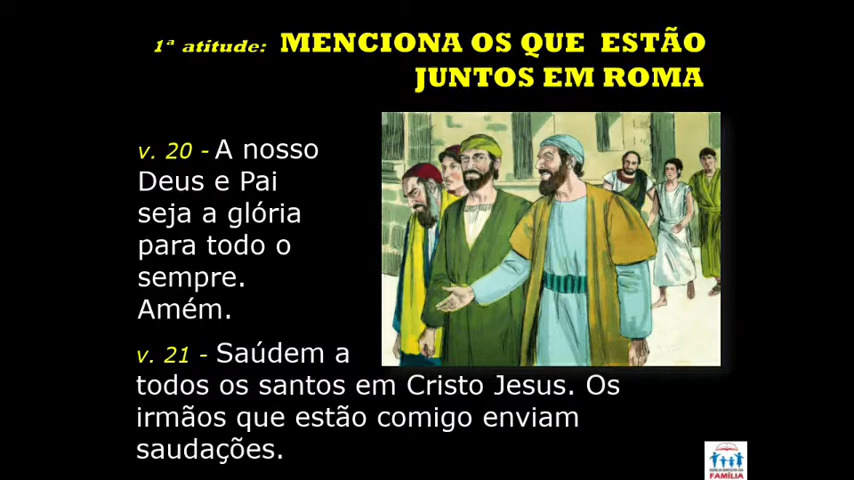 1ª atitude: MENCIONA OS QUE ESTÃO
JUNTOS EM ROMA
v. 20 - A nosso
Deus e Pai
seja a glória
para todo o
sempre.
Amém.
v. 21 - Saúdem a
todos os santos em Cristo Jesus. Os
irmãos que estão comigo enviam
saudações.
FAMÍLIA